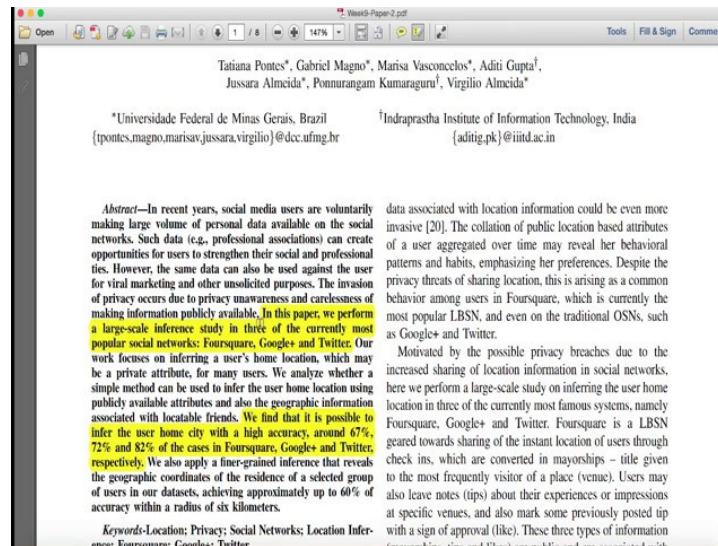 Week9-Paper-2.pdf
Open
1 / 8
147%
Tools Fill & Sign Comme
Tatiana Pontes*, Gabriel Magno*, Marisa Vasconcelos*, Aditi Gupta†,
Jussara Almeida*, Ponnurangam Kumaraguru†, Virgilio Almeida*
*Universidade Federal de Minas Gerais, Brazil
{tpontes,magno,marisav,jussara,virgilio}@dcc.ufmg.br
†Indraprastha Institute of Information Technology, India
{aditig,pk}@iiitd.ac.in
Abstract—In recent years, social media users are voluntarily
making large volume of personal data available on the social
networks. Such data (e.g., professional associations) can create
opportunities for users to strengthen their social and professional
ties. However, the same data can also be used against the user
for viral marketing and other unsolicited purposes. The invasion
of privacy occurs due to privacy unawareness and carelessness of
making information publicly available. In this paper, we perform
a large-scale inference study in three of the currently most
popular social networks: Foursquare, Google+ and Twitter. Our
work focuses on inferring a user's home location, which may
be a private attribute, for many users. We analyze whether a
simple method can be used to infer the user home location using
publicly available attributes and also the geographic information
associated with locatable friends. We find that it is possible to
infer the user home city with a high accuracy, around 67%,
72% and 82% of the cases in Foursquare, Google+ and Twitter,
respectively. We also apply a finer-grained inference that reveals
the geographic coordinates of the residence of a selected group
of users in our datasets, achieving approximately up to 60% of
accuracy within a radius of six kilometers.
Keywords-Location; Privacy; Social Networks; Location Infer-
ence; Foursquare; Google+; Twitter
data associated with location information could be even more
invasive [20]. The collation of public location based attributes
of a user aggregated over time may reveal her behavioral
patterns and habits, emphasizing her preferences. Despite the
privacy threats of sharing location, this is arising as a common
behavior among users in Foursquare, which is currently the
most popular LBSN, and even on the traditional OSNs, such
as Google+ and Twitter.
Motivated by the possible privacy breaches due to the
increased sharing of location information in social networks,
here we perform a large-scale study on inferring the user home
location in three of the currently most famous systems, namely
Foursquare, Google+ and Twitter. Foursquare is a LBSN
geared towards sharing of the instant location of users through
check ins, which are converted in mayorships – title given
to the most frequently visitor of a place (venue). Users may
also leave notes (tips) about their experiences or impressions
at specific venues, and also mark some previously posted tip
with a sign of approval (like). These three types of information
(mayorships, tips and likes) are public and are associated with